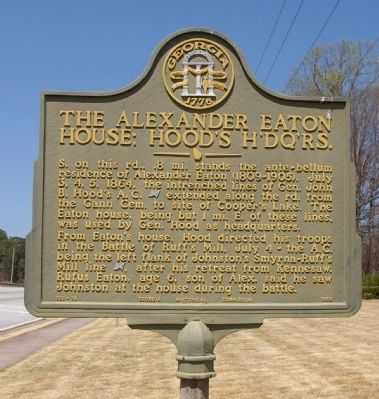 GEORGIA
1776
THE ALEXANDER EATON
HOUSE; HOOD'S H'DQ'RS.
S. on this rd., .8 mi. stands the ante-bellum
residence of Alexander Eaton (1809-1905). July
3, 4, 5, 1864, the intrenched lines of Gen. John
B. Hood's A. C. extended along the rd. from
the Gann Cem. to S. of Cooper's Lake. The
Eaton house, being but 1 mi. E. of these lines,
was used by Gen. Hood as headquarters.
From Eaton's house, Hood directed his troops
in the Battle of Ruff's Mill, July 4, the A.C.
being the left flank of Johnston's Smyrna-Ruff's
Mill line after his retreat from Kennesaw.
Rufus Eaton, age 6, son of Alex. said he saw
Johnston at the house during the battle.
GEORGIA HISTORICAL COMMISSION